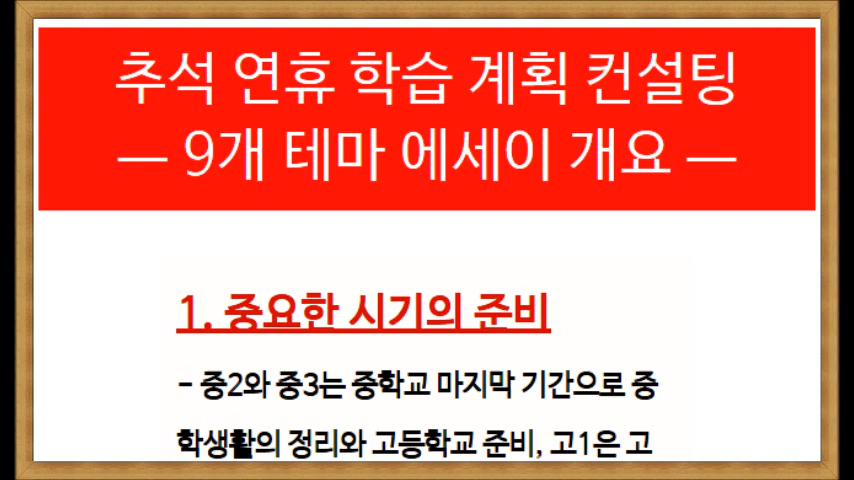 추석 연휴 학습 계획 컨설팅
— 9개 테마 에세이 개요 —
1. 중요한 시기의 준비
- 중2와 중3는 중학교 마지막 기간으로 중
학생활의 정리와 고등학교 준비, 고1은 고